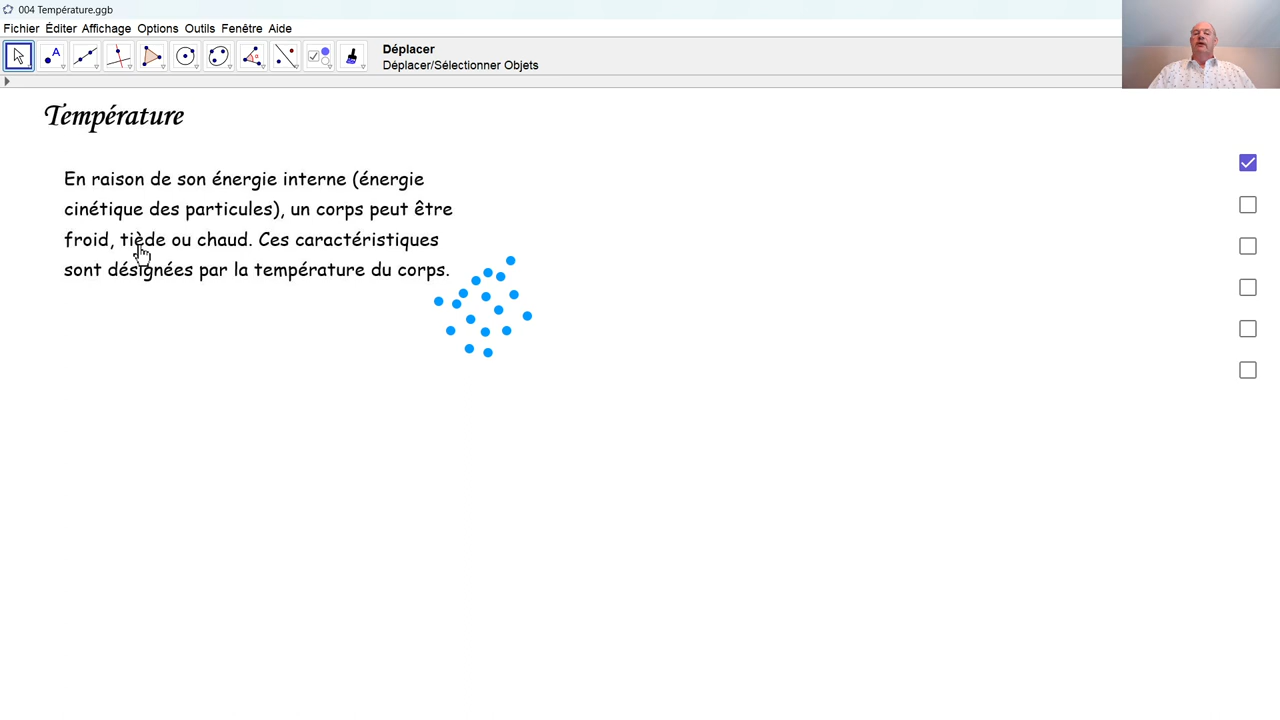 004 Température.ggb
Fichier Éditer Affichage Options Outils Fenêtre Aide
A
Déplacer
Déplacer/Sélectionner Objets
Température
En raison de son énergie interne (énergie
cinétique des particules), un corps peut être
froid, tiède ou chaud. Ces caractéristiques
sont désignées par la température du corps.